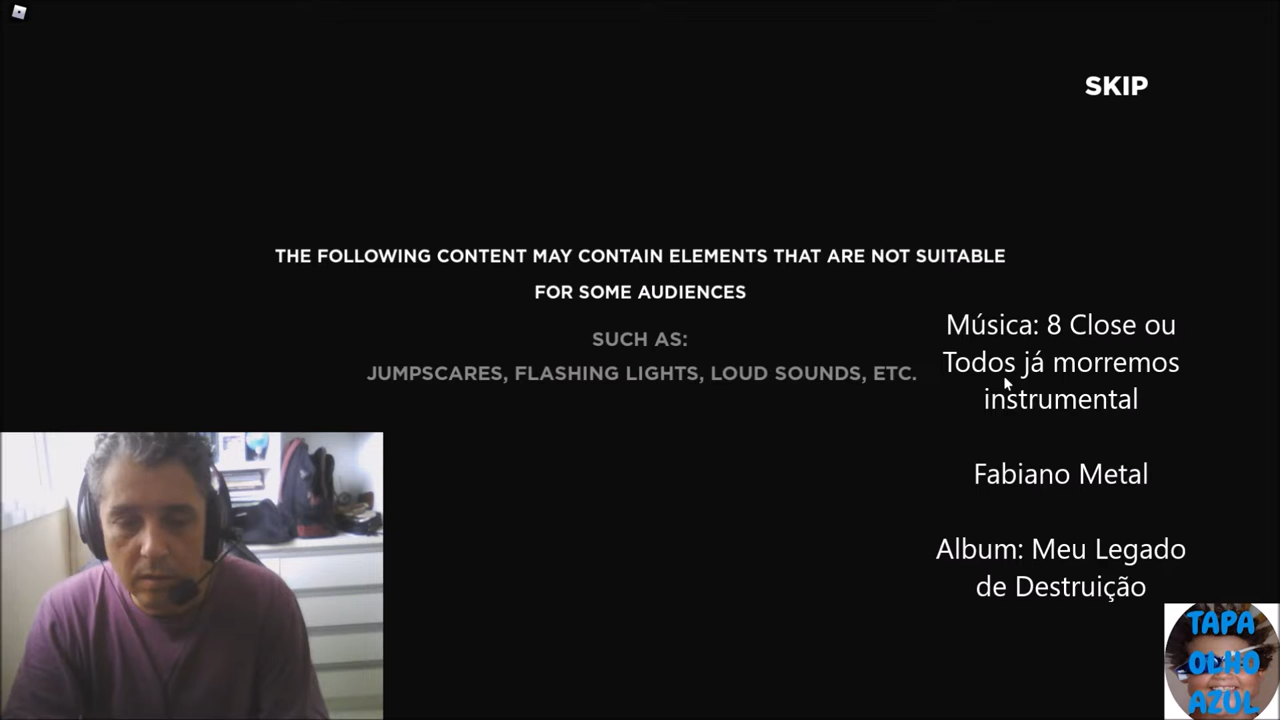 SKIP
THE FOLLOWING CONTENT MAY CONTAIN ELEMENTS THAT ARE NOT SUITABLE
FOR SOME AUDIENCES
SUCH AS:
JUMPSCARES, FLASHING LIGHTS, LOUD SOUNDS, ETC.
Música: 8 Close ou
Todos já morremos
instrumental
Fabiano Metal
Album: Meu Legado
de Destruição
TAPA
OLHO
AZUL